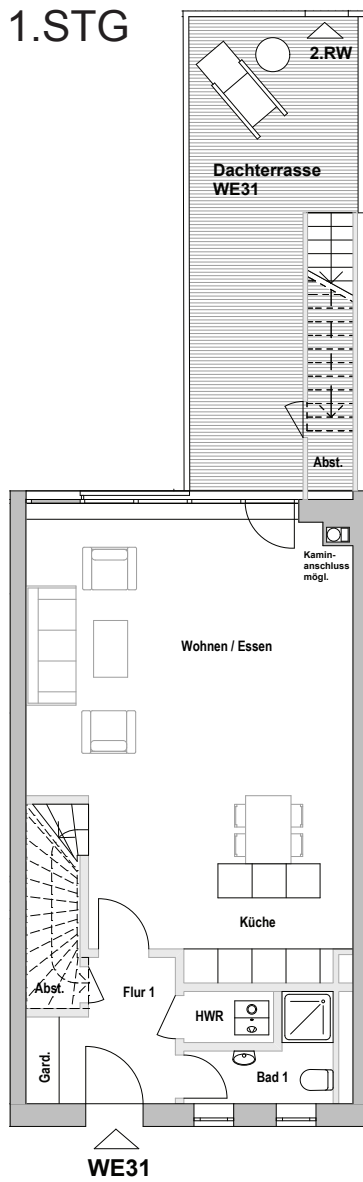 1.STG
2.RW
Dachterrasse
WE31
Abst.
Kamin-
anschluss
mögl.
Wohnen / Essen
Küche
Abst.
Flur 1
HWR
Gard.
Bad 1
WE31